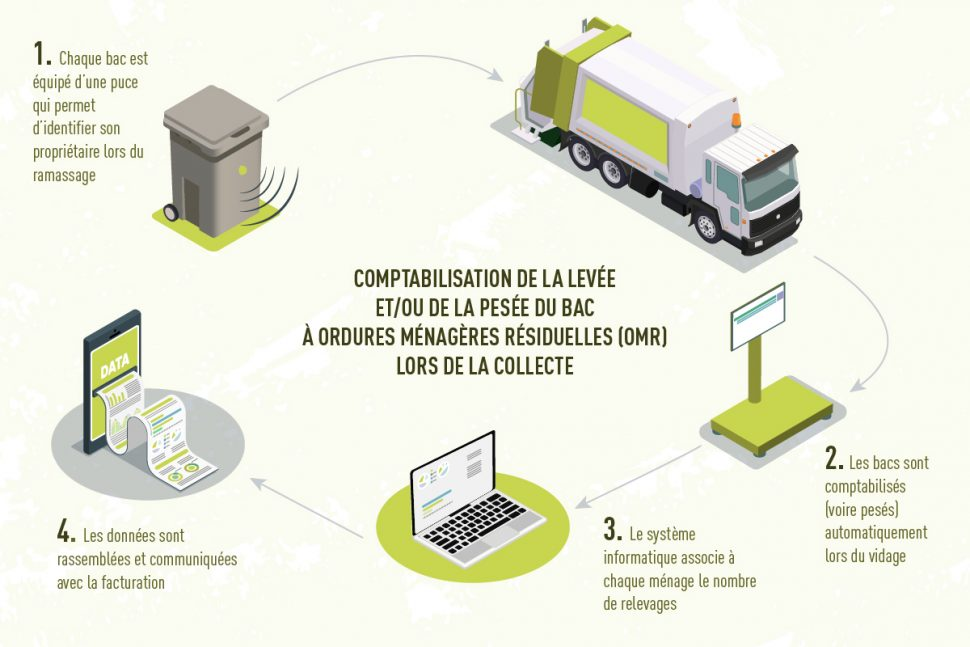 1. Chaque bac est
équipé d'une puce
qui permet
d'identifier son
propriétaire lors du
ramassage
COMPTABILISATION DE LA LEVÉE
ET/OU DE LA PESÉE DU BAC
À ORDURES MÉNAGÈRES RÉSIDUELLES (OMR)
LORS DE LA COLLECTE
2. Les bacs sont
comptabilisés
(voire pesés)
automatiquement
lors du vidage
3. Le système
informatique associe à
chaque ménage le nombre
de relevages
DATA
4. Les données sont
rassemblées et communiquées
avec la facturation